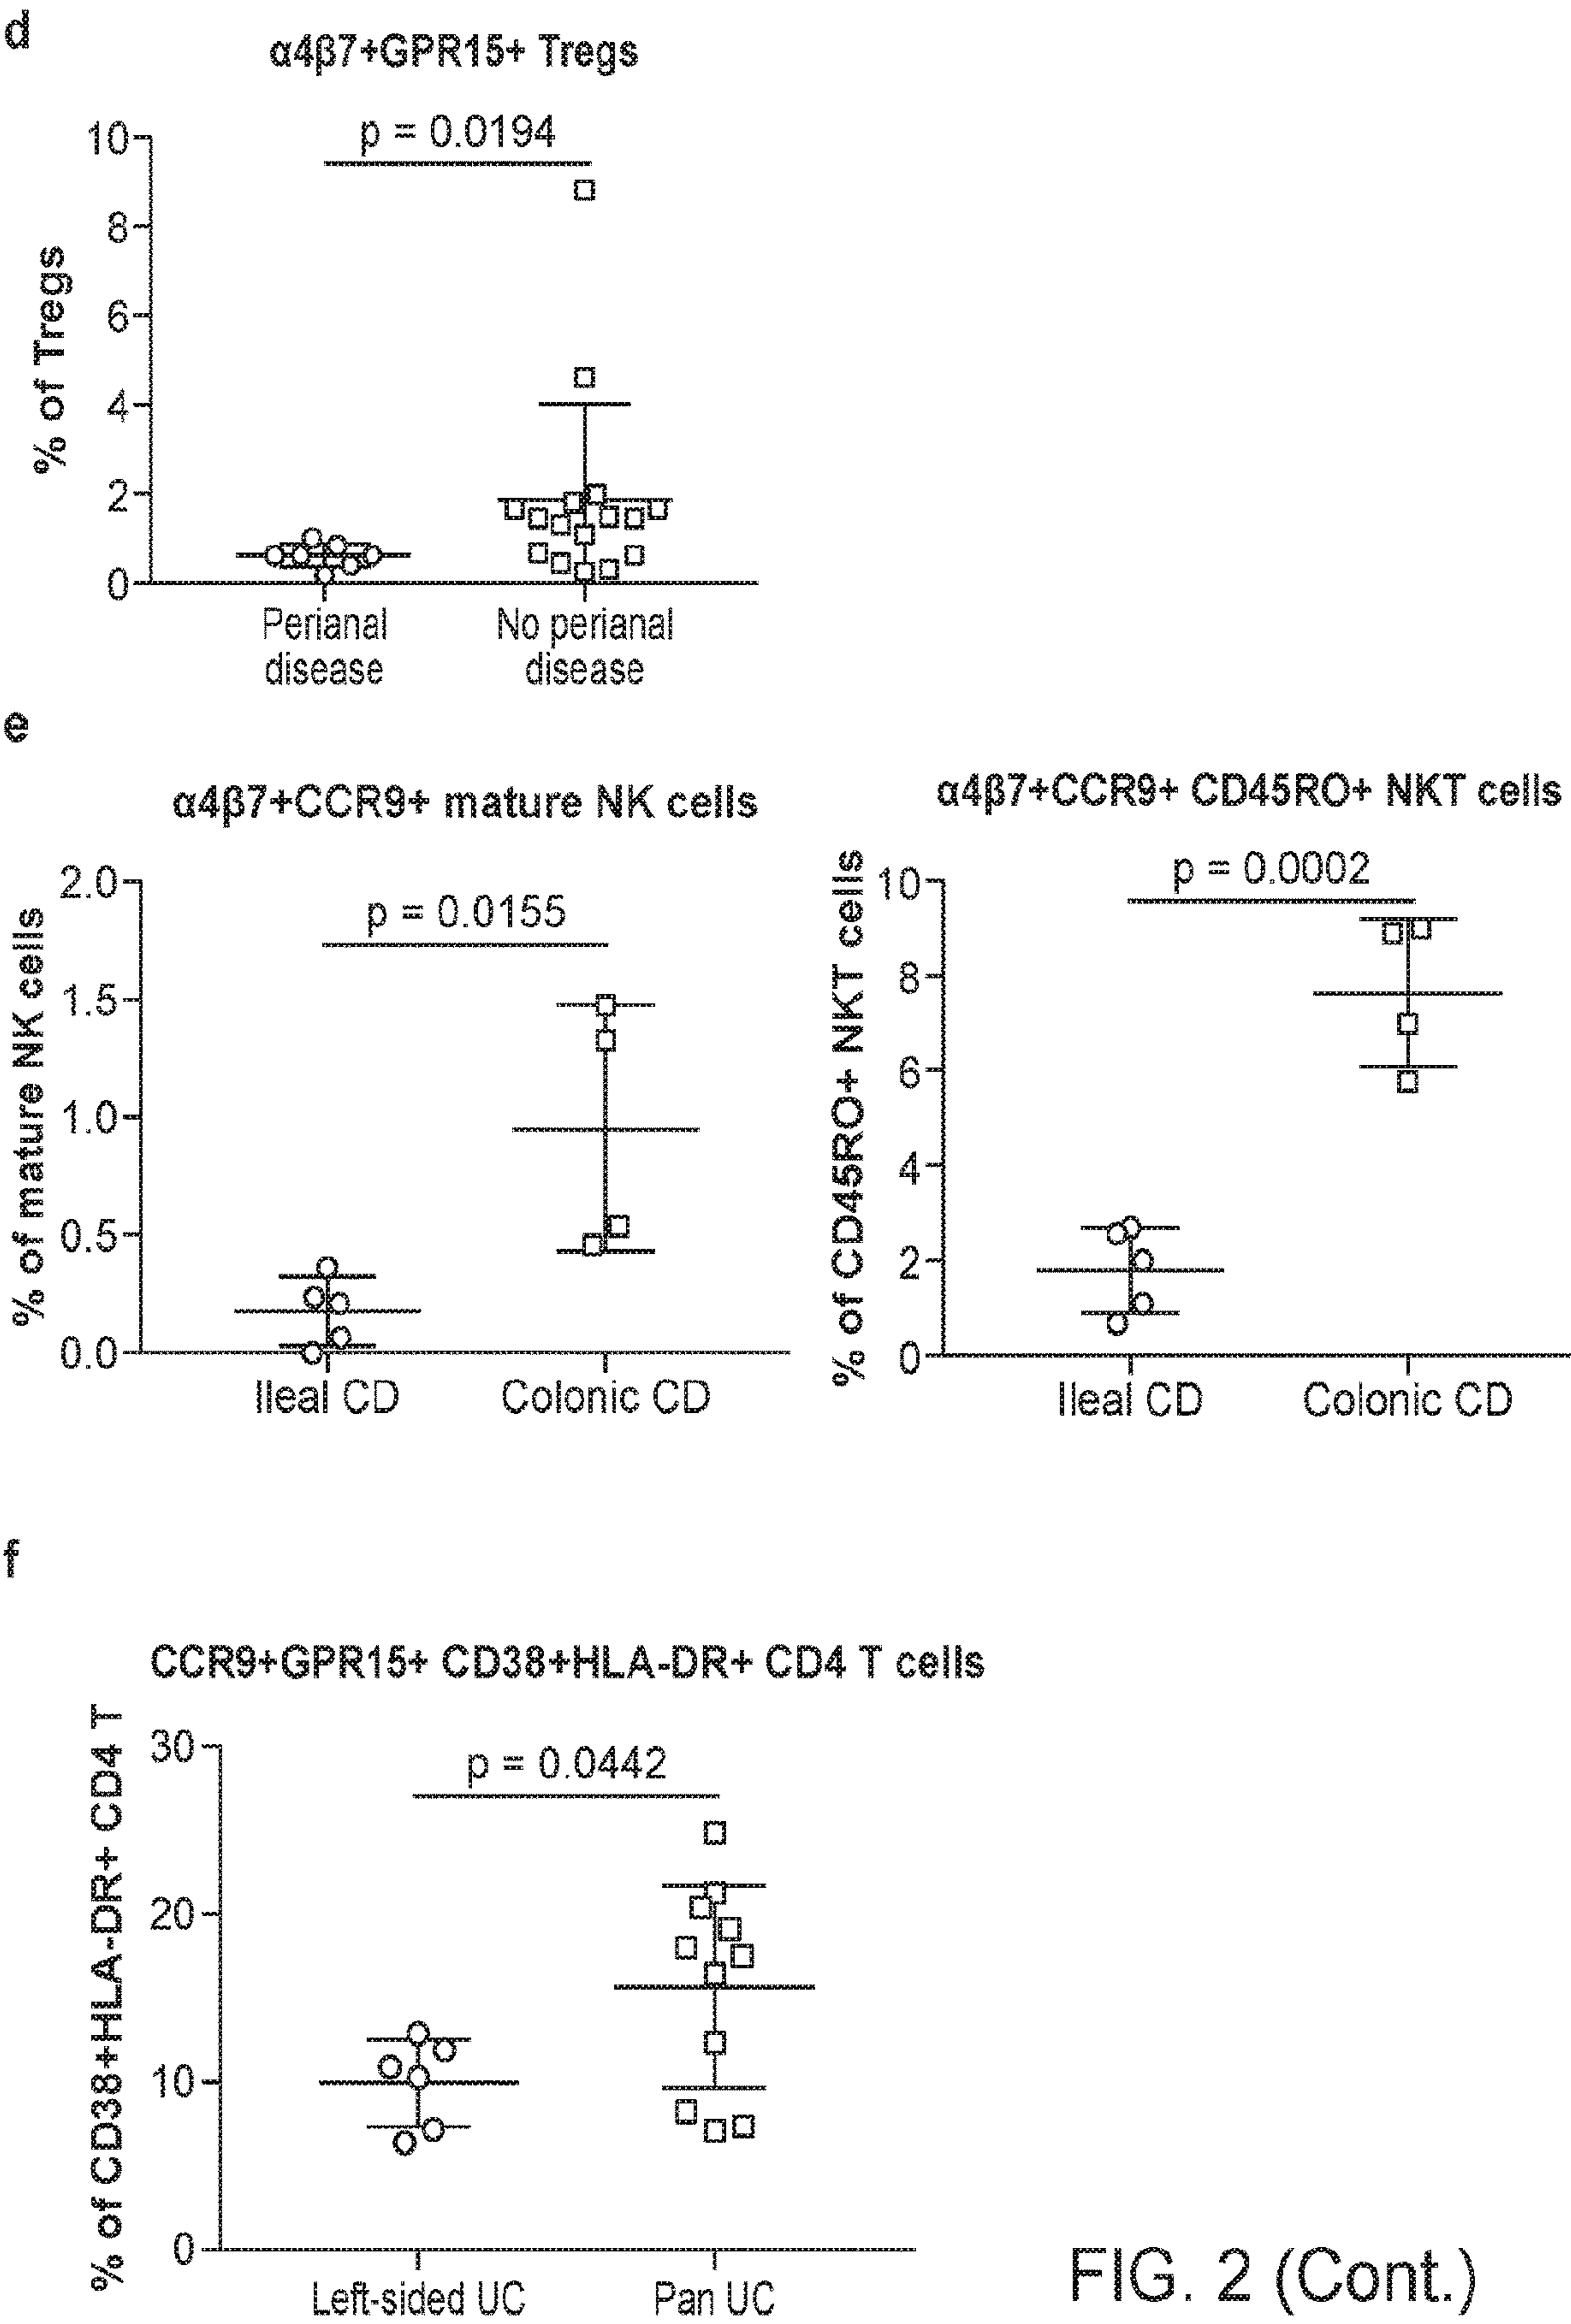 d
α4β7+GPR15+ Tregs
p = 0.0194
% of Tregs
10
8
6
4
2
0
Perianal disease
No perianal disease
e
α4β7+CCR9+ mature NK cells
p = 0.0155
% of mature NK cells
2.0
1.5
1.0
0.5
0.0
Ileal CD
Colonic CD
α4β7+CCR9+ CD45RO+ NKT cells
p = 0.0002
% of CD45RO+ NKT cells
10
8
6
4
2
0
Ileal CD
Colonic CD
f
CCR9+GPR15+ CD38+HLA-DR+ CD4 T cells
p = 0.0442
% of CD38+HLA-DR+ CD4 T
30
20
10
0
Left-sided UC
Pan UC
FIG. 2 (Cont.)